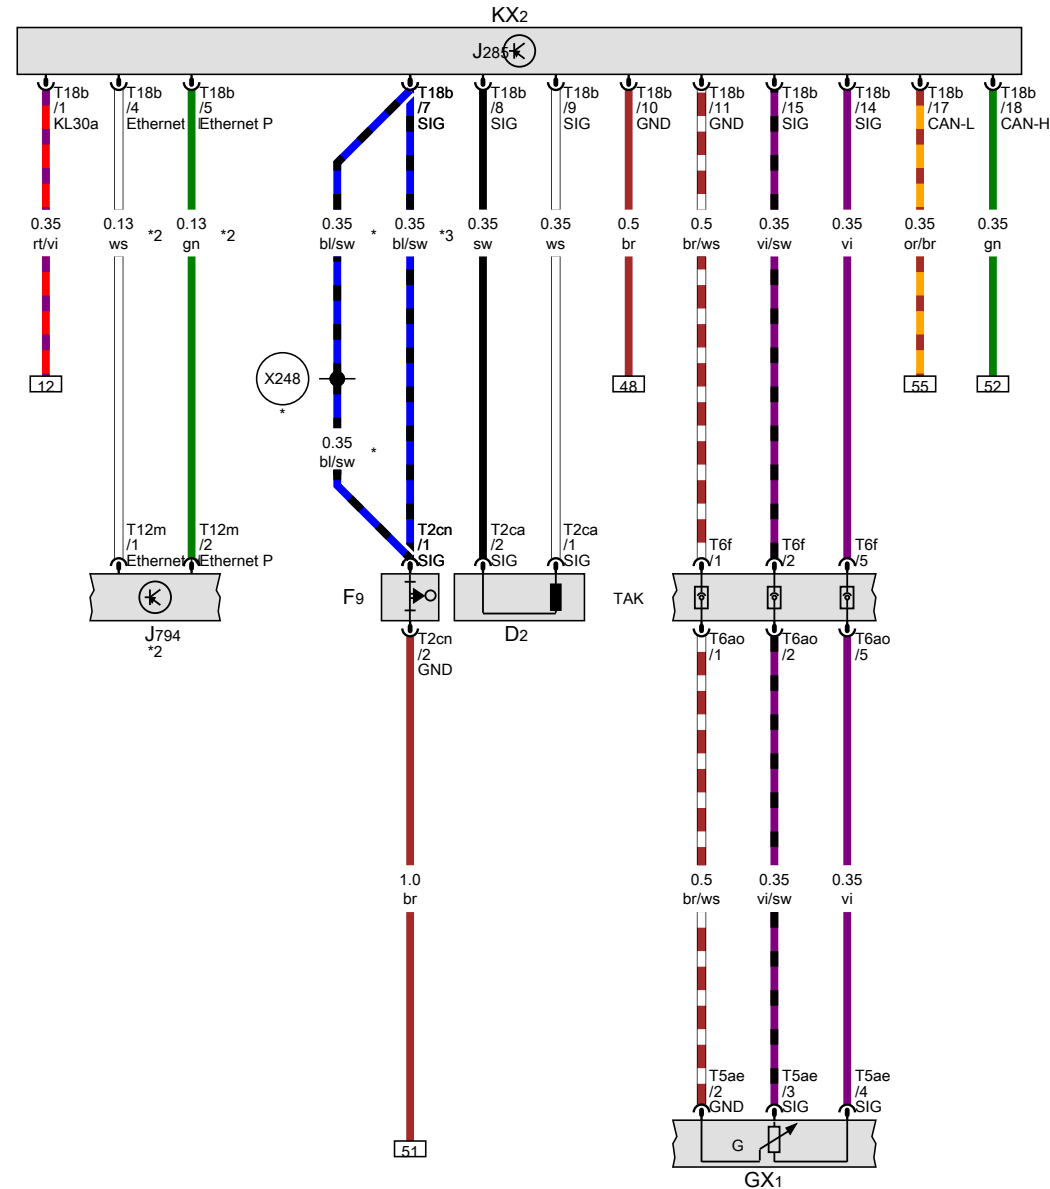 KX2
J285
T18b
/1
KL30a
T18b
/4
Ethernet
T18b
/5
Ethernet P
T18b
/7
SIG
T18b
/8
SIG
T18b
/9
SIG
T18b
/10
GND
T18b
/11
GND
T18b
/15
SIG
T18b
/14
SIG
T18b
/17
CAN-L
T18b
/18
CAN-H
0.35
rt/vi
0.13
ws
*2
0.13
gn
*2
0.35
bl/sw
*
0.35
bl/sw
*3
0.35
sw
0.35
ws
0.5
br
0.5
br/ws
0.35
vi/sw
0.35
vi
0.35
or/br
0.35
gn
12
X248
*
48
55
52
0.35
bl/sw
*
T12m
/1
Ethernet
T12m
/2
Ethernet P
T2cn
/1
SIG
T2ca
/2
SIG
T2ca
/1
SIG
T6f
/1
T6f
/2
T6f
/5
J794
*2
F9
D2
TAK
T2cn
/2
GND
T6ao
/1
T6ao
/2
T6ao
/5
1.0
br
0.5
br/ws
0.35
vi/sw
0.35
vi
T5ae
/2
GND
T5ae
/3
SIG
T5ae
/4
SIG
51
G
GX1